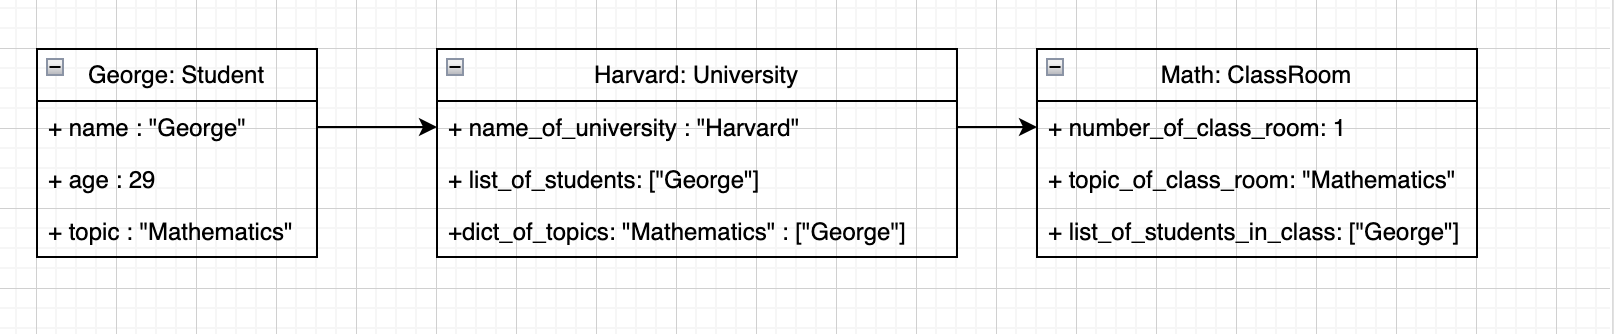 George: Student
+ name : "George"
+ age : 29
+ topic : "Mathematics"
Harvard: University
+ name_of_university : "Harvard"
+ list_of_students: ["George"]
+dict_of_topics: "Mathematics" : ["George"]
Math: ClassRoom
+ number_of_class_room: 1
+ topic_of_class_room: "Mathematics"
+ list_of_students_in_class: ["George"]